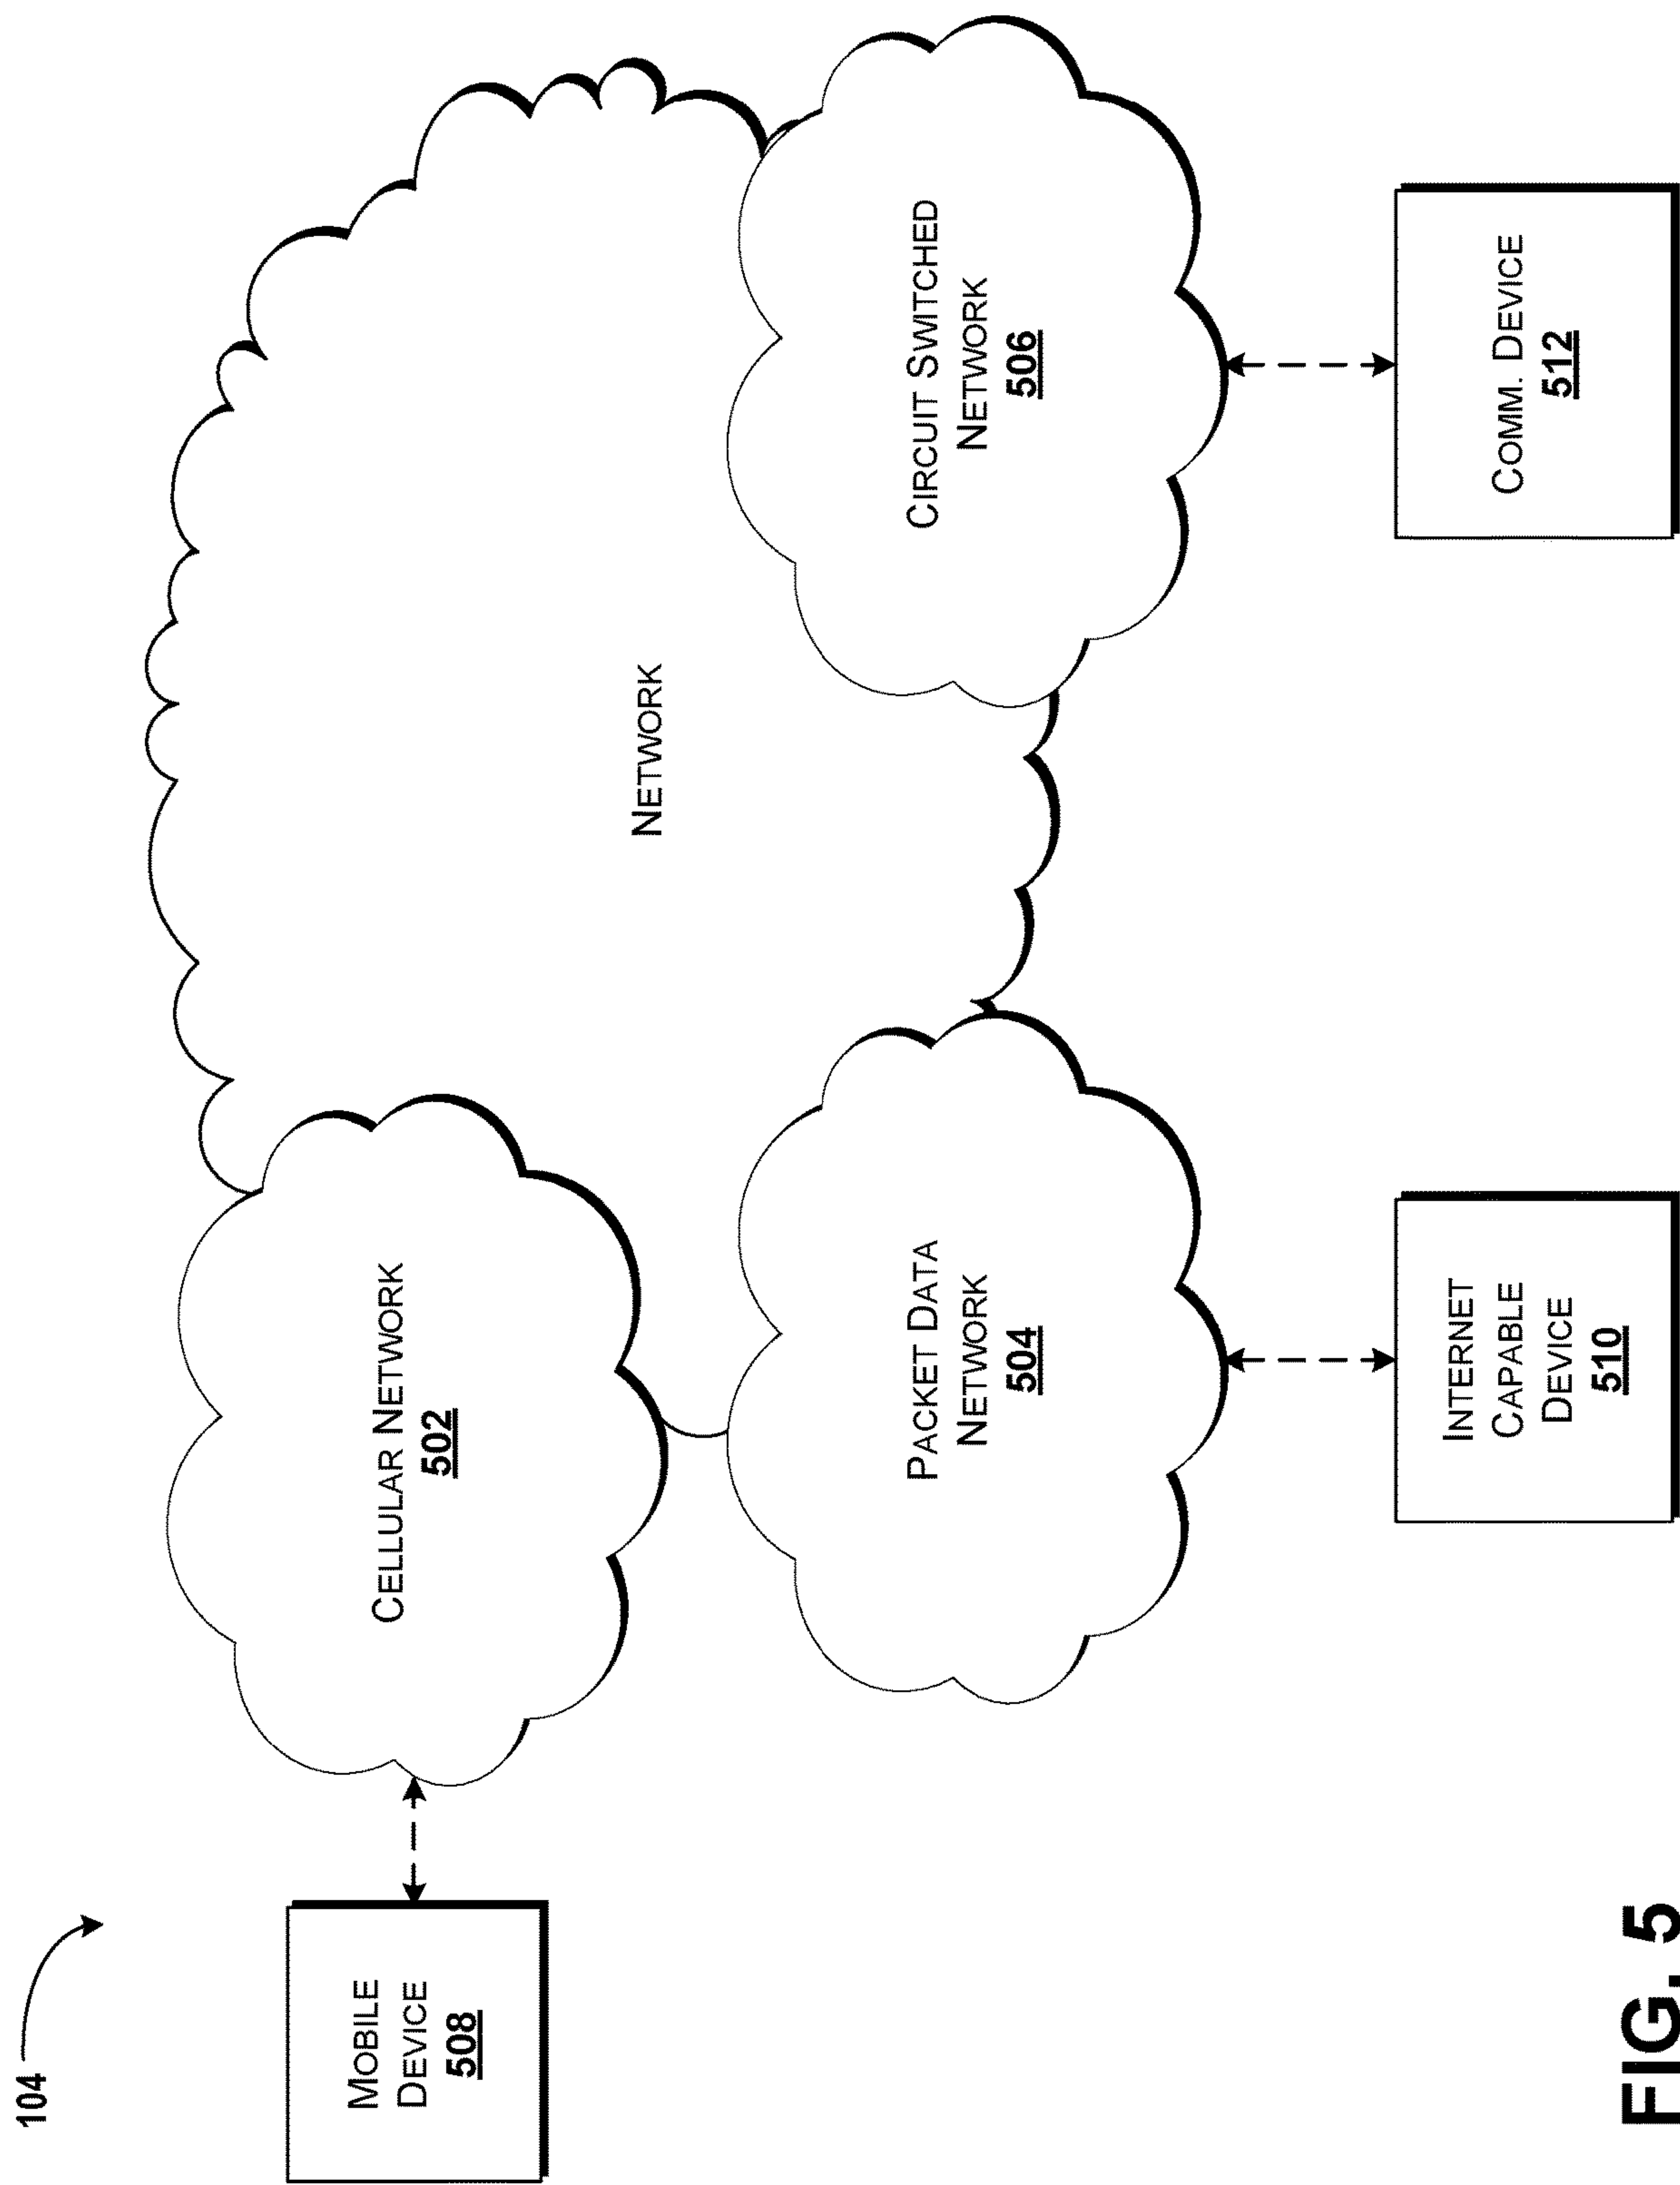 104
MOBILE
DEVICE
508
CELLULAR NETWORK
502
NETWORK
PACKET DATA
NETWORK
504
CIRCUIT SWITCHED
NETWORK
506
INTERNET
CAPABLE
DEVICE
510
COMM. DEVICE
512
FIG. 5